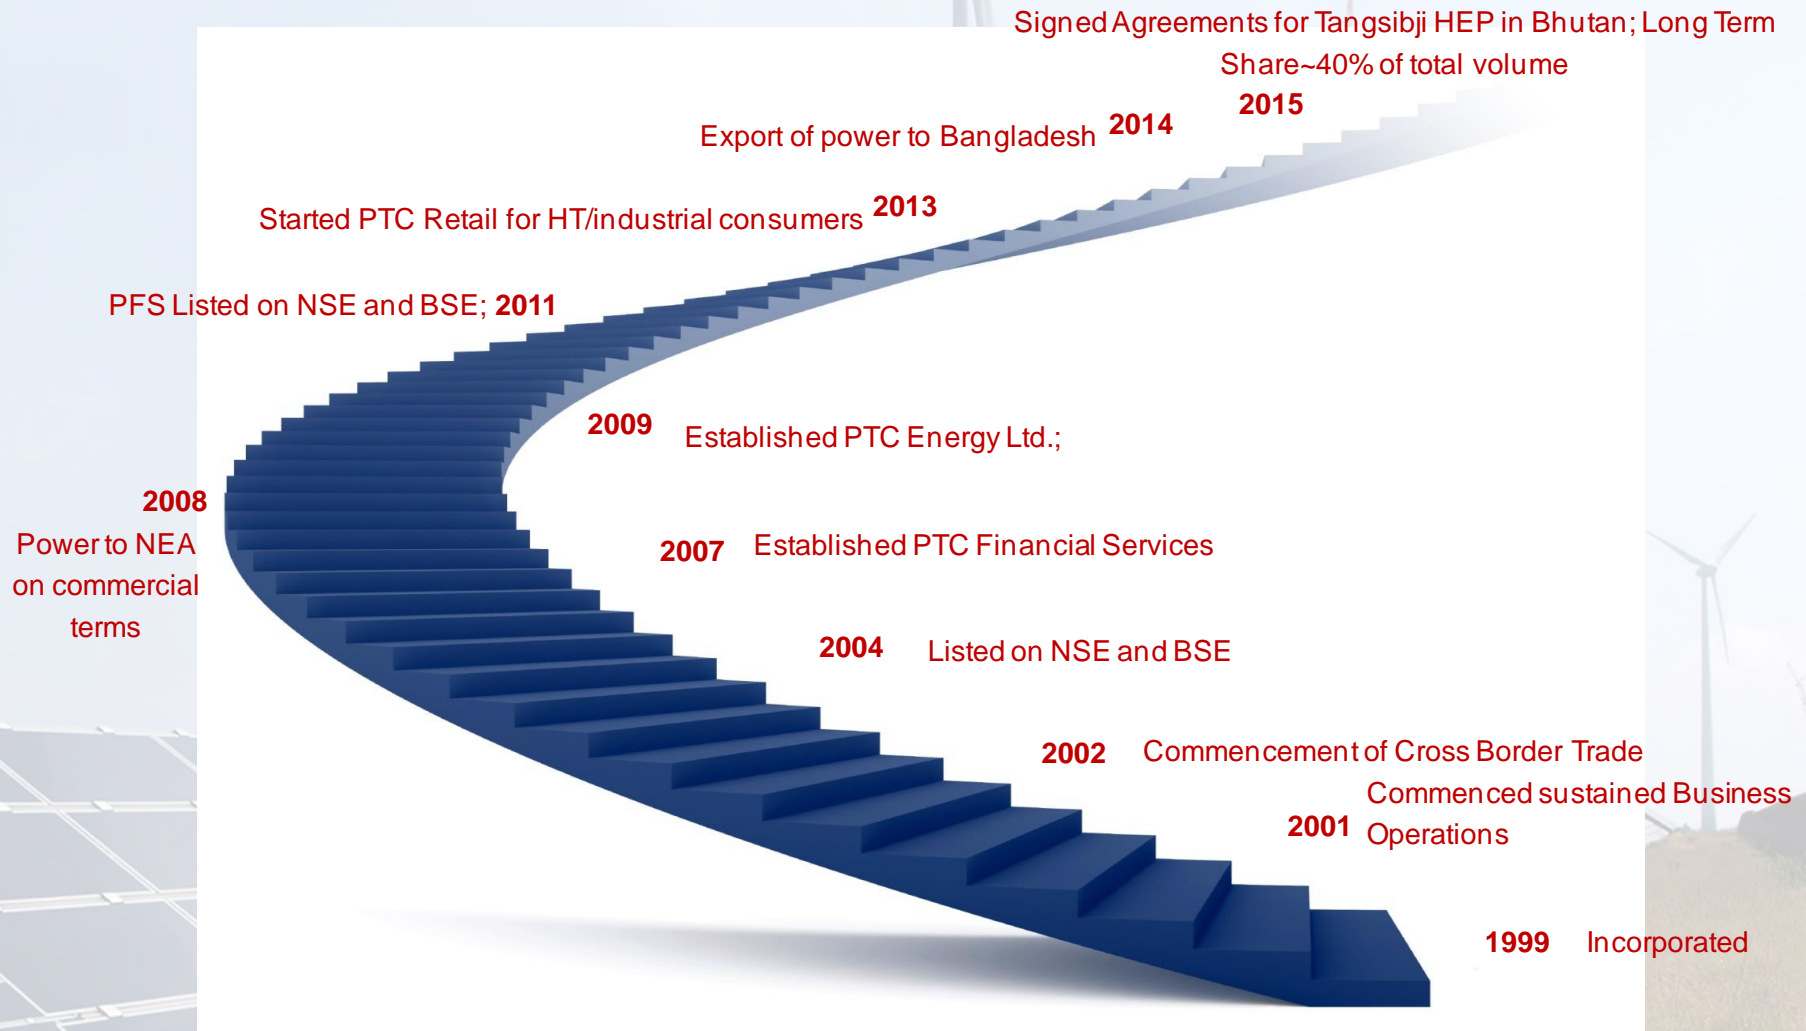 Signed Agreements for Tangsibji HEP in Bhutan; Long Term
Share~40% of total volume
2015
Export of power to Bangladesh 2014
Started PTC Retail for HT/industrial consumers 2013
PFS Listed on NSE and BSE; 2011
2009 Established PTC Energy Ltd.;
2008
Power to NEA
on commercial
terms
2007 Established PTC Financial Services
2004 Listed on NSE and BSE
2002 Commencement of Cross Border Trade
2001 Commenced sustained Business
Operations
1999 Incorporated